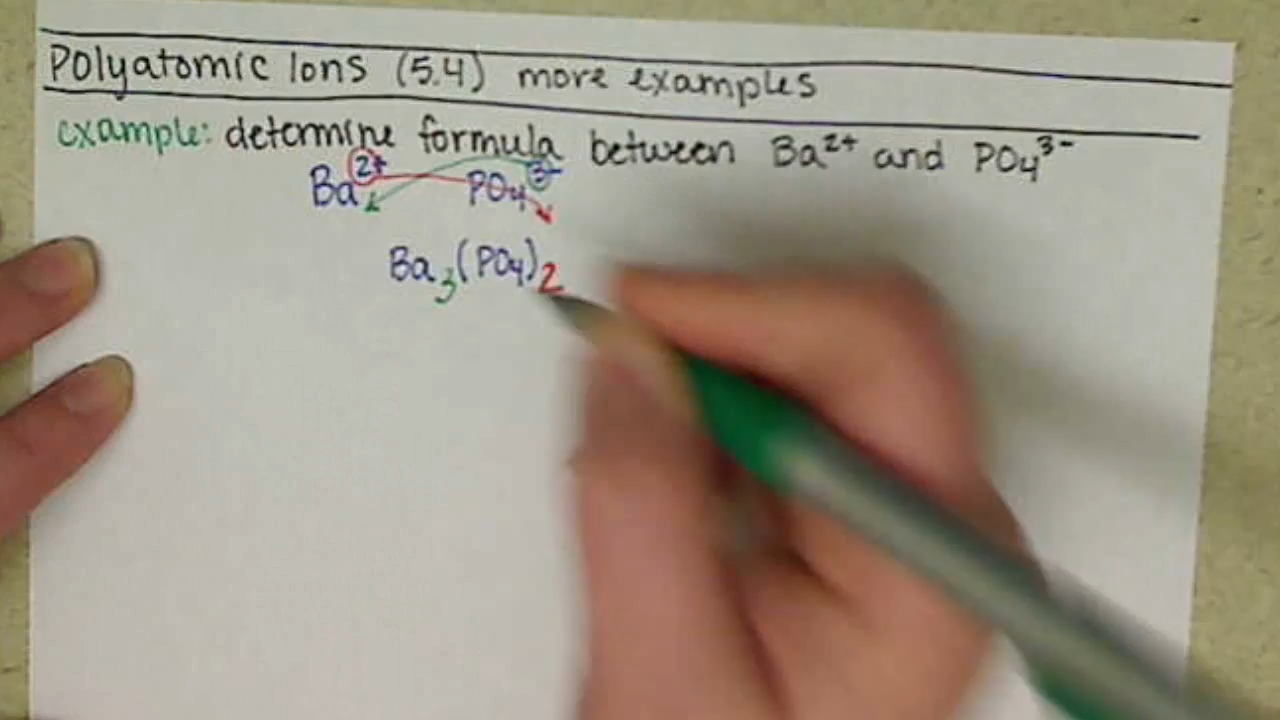 Polyatomic Ions (5.4) more examples
example: determine formula between Ba²⁺ and PO₄³⁻
Ba²⁺ PO₄³⁻
Ba₃(PO₄)₂